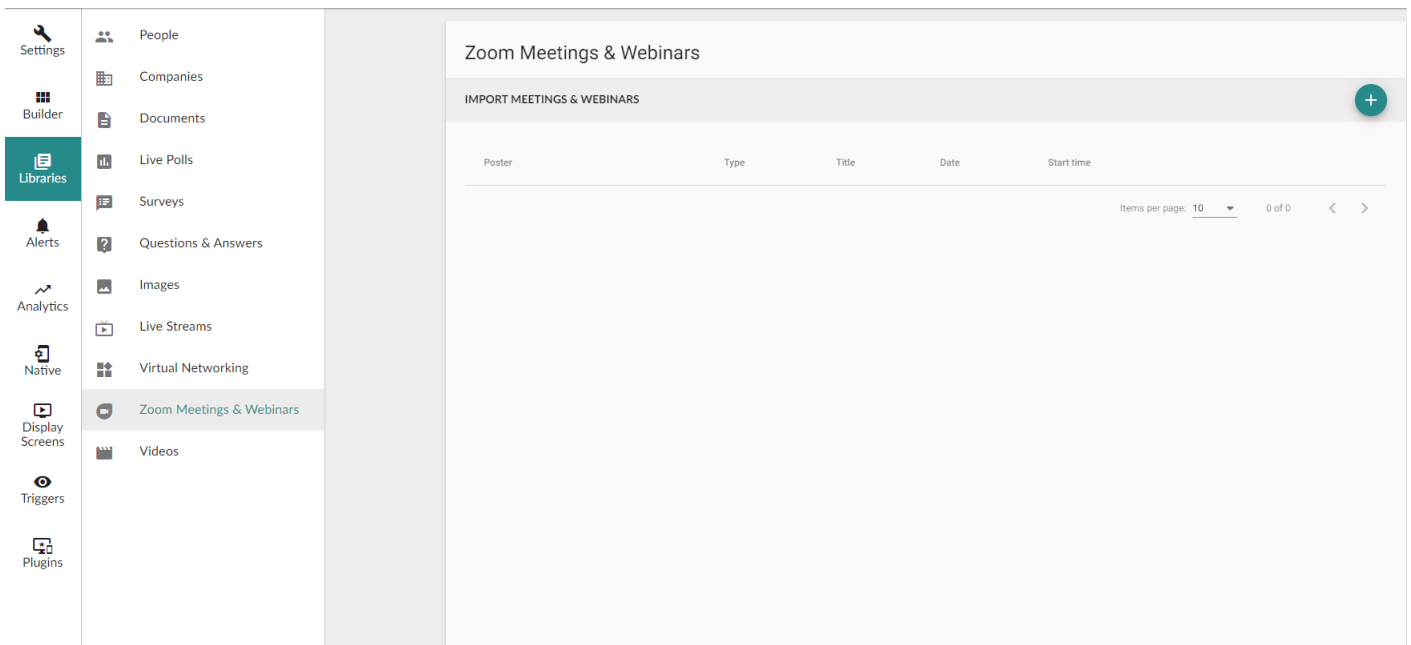 Settings
Builder
Libraries
Alerts
Analytics
Native
Display
Screens
Triggers
Plugins
People
Companies
Documents
Live Polls
Surveys
Questions & Answers
Images
Live Streams
Virtual Networking
Zoom Meetings & Webinars
Videos
Zoom Meetings & Webinars
IMPORT MEETINGS & WEBINARS
Poster Type Title Date Start time
Items per page: 10 0 of 0